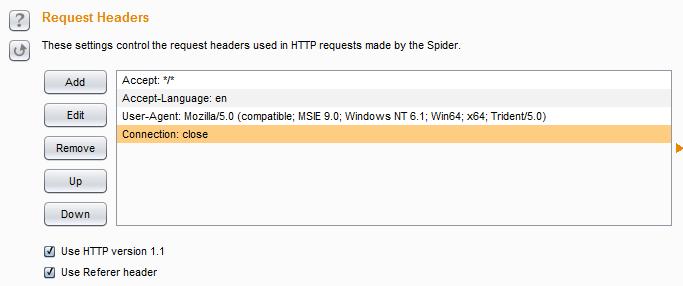 ?
Request Headers
These settings control the request headers used in HTTP requests made by the Spider.
Add
Accept: */*
Accept-Language: en
Edit
User-Agent: Mozilla/5.0 (compatible; MSIE 9.0; Windows NT 6.1; Win64; x64; Trident/5.0)
Connection: close
Remove
Up
Down
Use HTTP version 1.1
Use Referer header